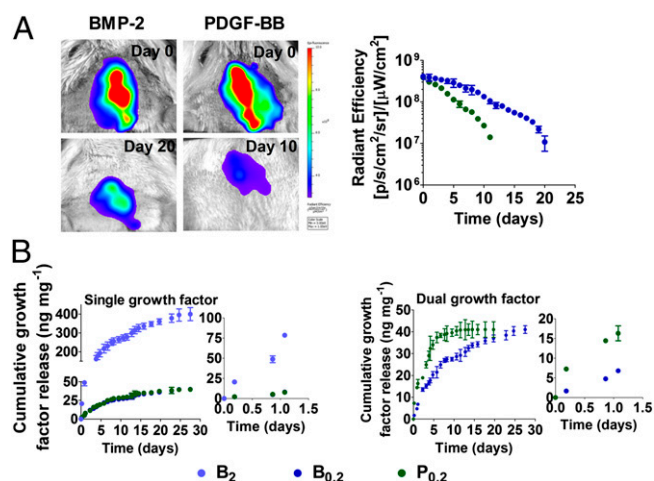 A
BMP-2
PDGF-BB
Day 0
Day 0
Day 20
Day 10
Radiant Efficiency
[p/s/cm²/sr]/[μW/cm²]
10⁹
10⁸
10⁷
10⁶
0 5 10 15 20 25
Time (days)
B
Cumulative growth
factor release (ng mg⁻¹)
Single growth factor
400
300
200
50
25
0
0 5 10 15 20 25 30
Time (days)
100
75
50
25
0
0.0 0.5 1.0 1.5
Time (days)
Cumulative growth
factor release (ng mg⁻¹)
Dual growth factor
50
40
30
20
10
0
0 5 10 15 20 25 30
Time (days)
20
15
10
5
0
0.0 0.5 1.0 1.5
Time (days)
B₂ B₀.₂ P₀.₂